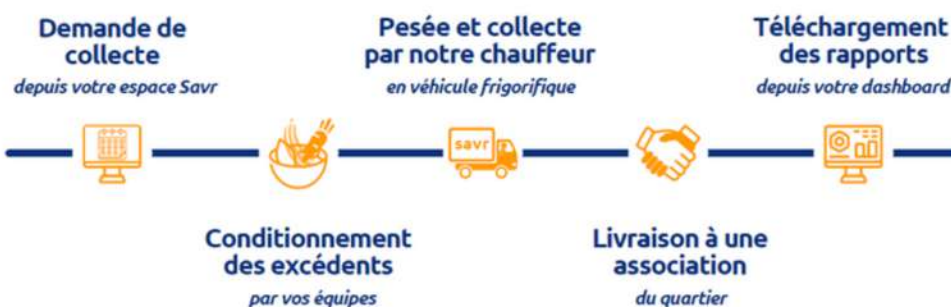 Demande de
collecte
depuis votre espace Savr
Pesée et collecte
par notre chauffeur
en véhicule frigorifique
Téléchargement
des rapports
depuis votre dashboard
savr
Conditionnement
des excédents
par vos équipes
Livraison à une
association
du quartier